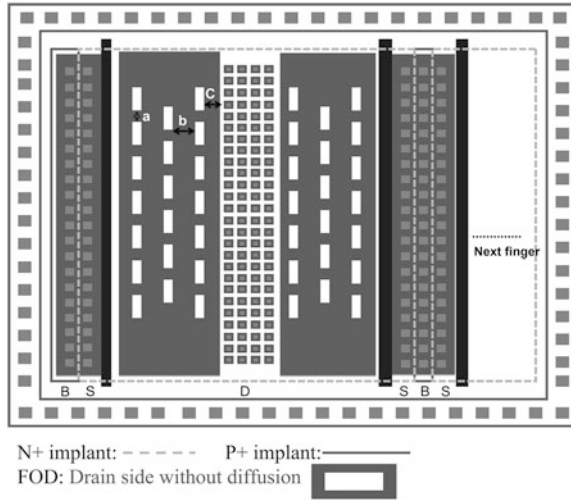 C
a
b
Next finger
B S D S B S
N+ implant: P+ implant:
FOD: Drain side without diffusion